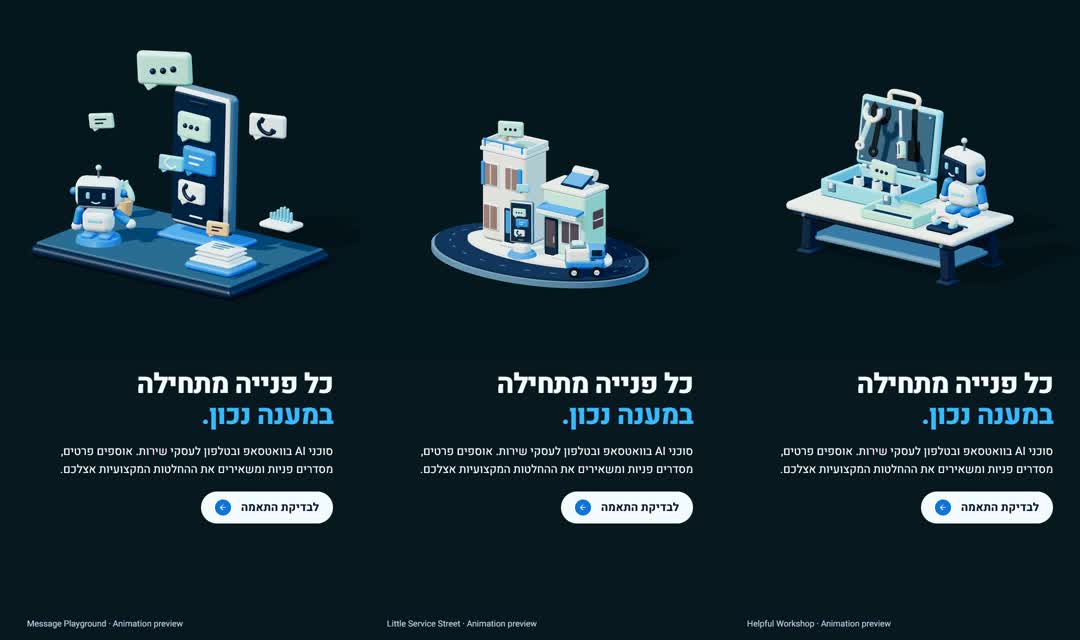 כל פנייה מתחילה
במענה נכון.
סוכני AI בוואטסאפ ובטלפון לעסקי שירות. אוספים פרטים,
מסדרים פניות ומשאירים את ההחלטות המקצועיות אצלכם.
לבדיקת התאמה
Message Playground · Animation preview
כל פנייה מתחילה
במענה נכון.
סוכני AI בוואטסאפ ובטלפון לעסקי שירות. אוספים פרטים,
מסדרים פניות ומשאירים את ההחלטות המקצועיות אצלכם.
לבדיקת התאמה
Little Service Street · Animation preview
כל פנייה מתחילה
במענה נכון.
סוכני AI בוואטסאפ ובטלפון לעסקי שירות. אוספים פרטים,
מסדרים פניות ומשאירים את ההחלטות המקצועיות אצלכם.
לבדיקת התאמה
Helpful Workshop · Animation preview